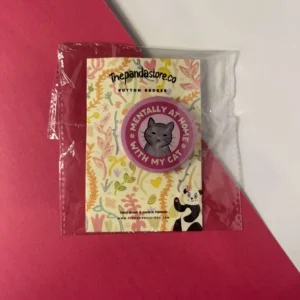 Thepandastore.co
BUTTON BADGES
MENTALLY AT HOME
WITH MY CAT